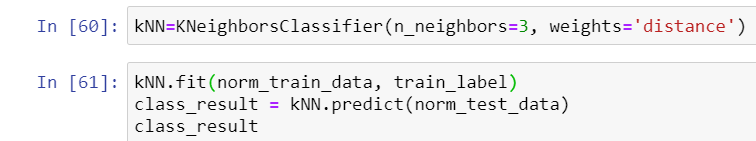 In [60]: kNN=KNeighborsClassifier(n_neighbors=3, weights='distance')
In [61]: kNN.fit(norm_train_data, train_label)
class_result = kNN.predict(norm_test_data)
class_result